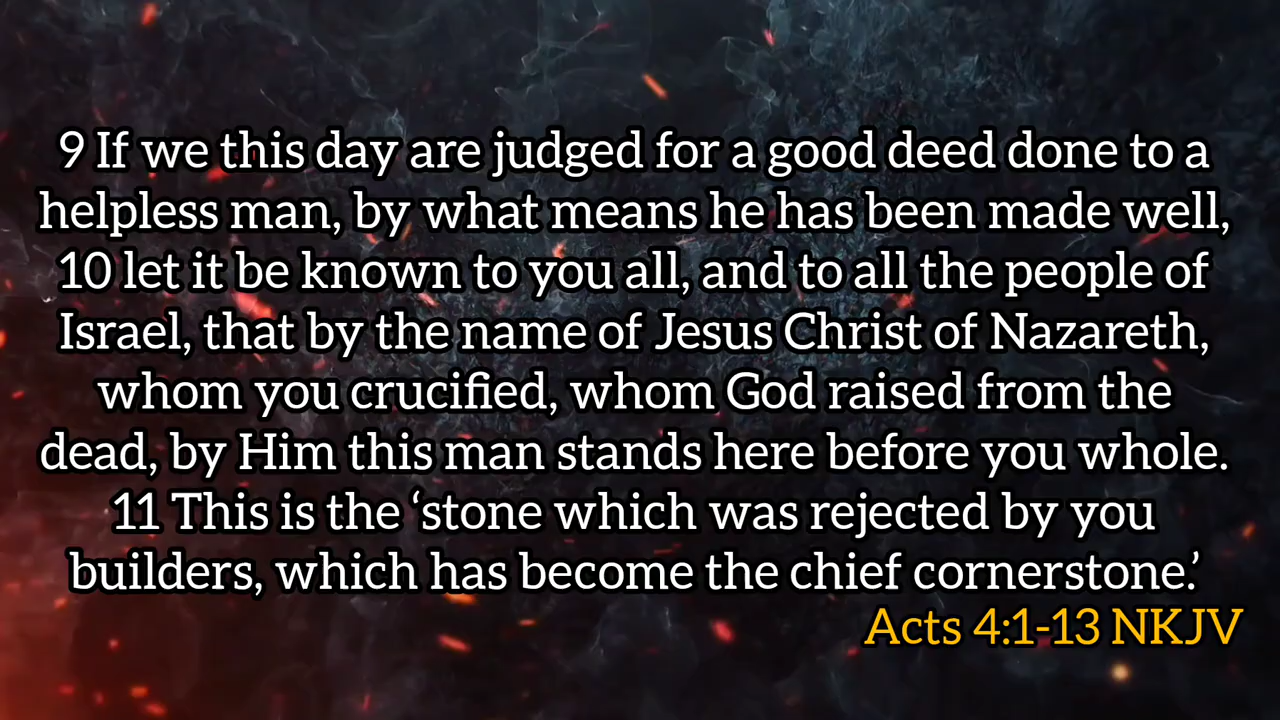 9 If we this day are judged for a good deed done to a
helpless man, by what means he has been made well,
10 let it be known to you all, and to all the people of
Israel, that by the name of Jesus Christ of Nazareth,
whom you crucified, whom God raised from the
dead, by Him this man stands here before you whole.
11 This is the ‘stone which was rejected by you
builders, which has become the chief cornerstone.’
Acts 4:1-13 NKJV